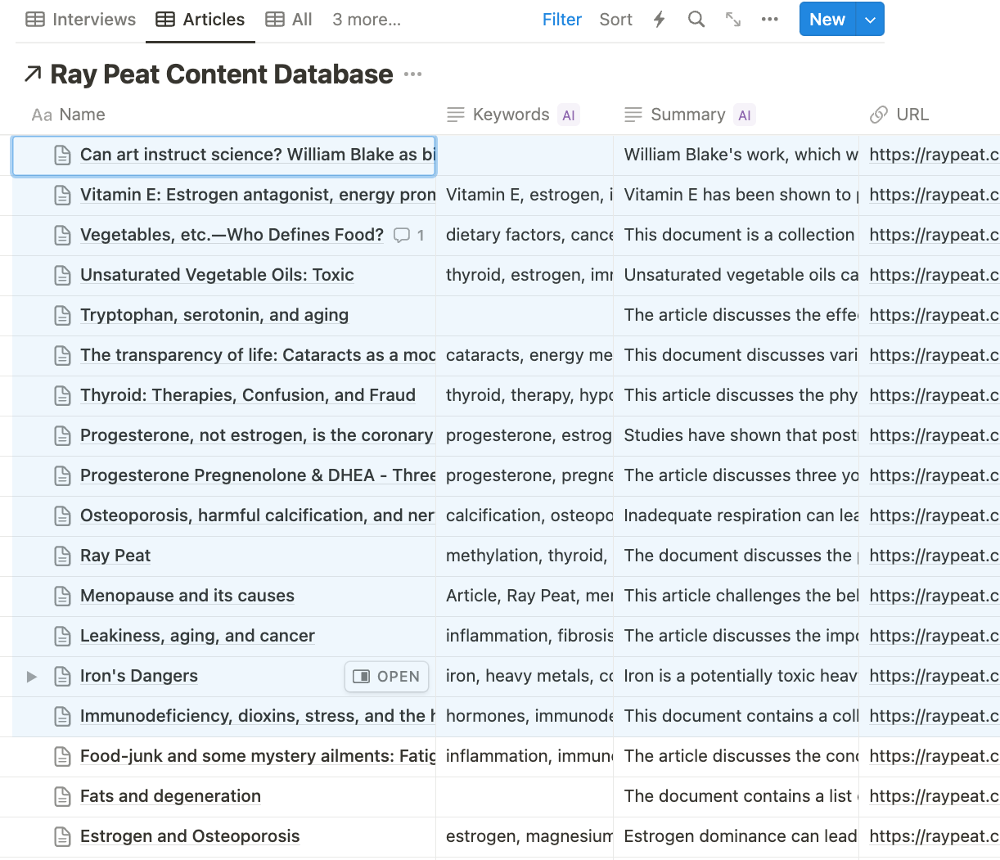 Interviews Articles All 3 more... Filter Sort New
Ray Peat Content Database
Aa Name Keywords AI Summary AI URL
Can art instruct science? William Blake as bi William Blake's work, which w https://raypeat.c
Vitamin E: Estrogen antagonist, energy pron Vitamin E, estrogen, i Vitamin E has been shown to https://raypeat.c
Vegetables, etc.—Who Defines Food? 1 dietary factors, cance This document is a collection https://raypeat.c
Unsaturated Vegetable Oils: Toxic thyroid, estrogen, imm Unsaturated vegetable oils ca https://raypeat.c
Tryptophan, serotonin, and aging The article discusses the effe https://raypeat.c
The transparency of life: Cataracts as a mod cataracts, energy me This document discusses vari https://raypeat.c
Thyroid: Therapies, Confusion, and Fraud thyroid, therapy, hypo This article discusses the phy https://raypeat.c
Progesterone, not estrogen, is the coronary progesterone, estrog Studies have shown that post https://raypeat.c
Progesterone Pregnenolone & DHEA - Three progesterone, pregne The article discusses three yo https://raypeat.c
Osteoporosis, harmful calcification, and ner calcification, osteopo Inadequate respiration can lea https://raypeat.c
Ray Peat methylation, thyroid, The document discusses the https://raypeat.c
Menopause and its causes Article, Ray Peat, men This article challenges the bel https://raypeat.c
Leakiness, aging, and cancer inflammation, fibrosis The article discusses the impo https://raypeat.c
Iron's Dangers OPEN iron, heavy metals, co Iron is a potentially toxic heav https://raypeat.c
Immunodeficiency, dioxins, stress, and the h hormones, immunode This document contains a coll https://raypeat.c
Food-junk and some mystery ailments: Fatig inflammation, immun The article discusses the conc https://raypeat.c
Fats and degeneration The document contains a list https://raypeat.c
Estrogen and Osteoporosis estrogen, magnesium Estrogen dominance can lead https://raypeat.c